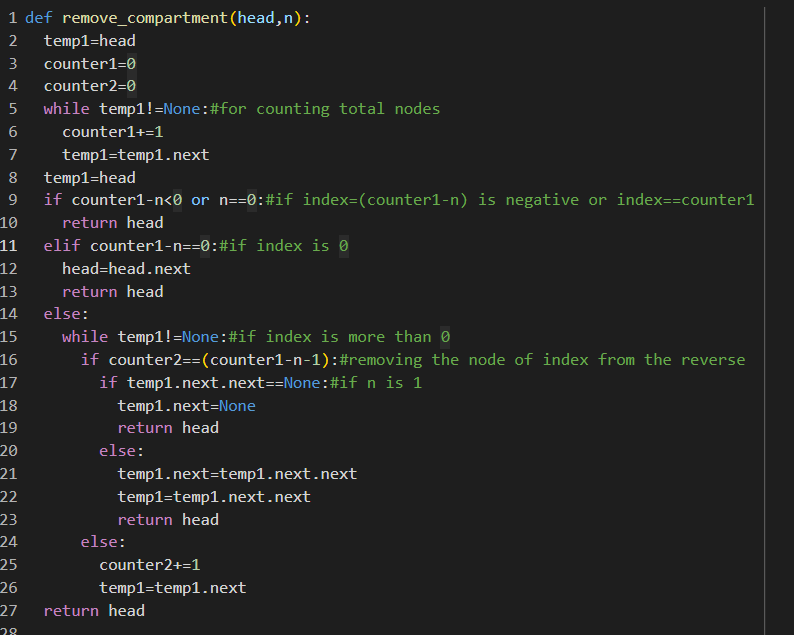 1 def remove_compartment(head,n):
2   temp1=head
3   counter1=0
4   counter2=0
5   while temp1!=None:#for counting total nodes
6     counter1+=1
7     temp1=temp1.next
8   temp1=head
9   if counter1-n<0 or n==0:#if index=(counter1-n) is negative or index==counter1
10     return head
11   elif counter1-n==0:#if index is 0
12     head=head.next
13     return head
14   else:
15     while temp1!=None:#if index is more than 0
16       if counter2==(counter1-n-1):#removing the node of index from the reverse
17         if temp1.next.next==None:#if n is 1
18           temp1.next=None
19           return head
20         else:
21           temp1.next=temp1.next.next
22           temp1=temp1.next.next
23           return head
24       else:
25         counter2+=1
26         temp1=temp1.next
27   return head
28